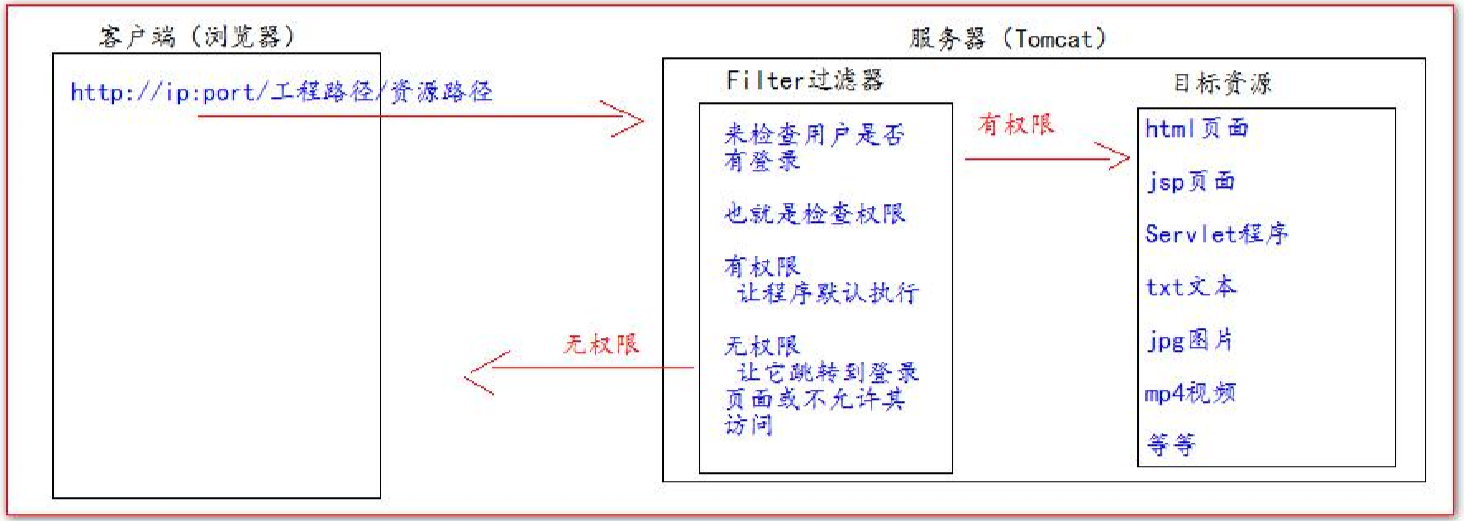 客户端（浏览器）
http://ip:port/工程路径/资源路径
服务器（Tomcat）
Filter过滤器
来检查用户是否
有登录
也就是检查权限
有权限
让程序默认执行
无权限
让它跳转到登录
页面或不允许其
访问
有权限
无权限
目标资源
html页面
jsp页面
Servlet程序
txt文本
jpg图片
mp4视频
等等